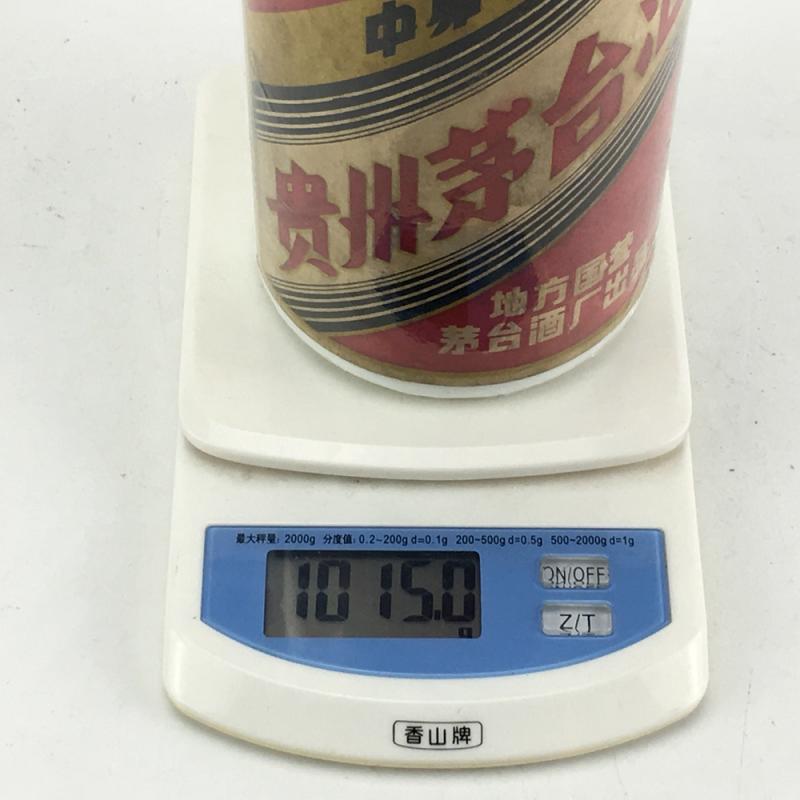 中
贵州茅台酒
地方国营
茅台酒厂出
最大秤量: 2000g 分度值: 0.2~200g d=0.1g 200~500g d=0.5g 500~2000g d=1g
1015.0
g
ON/OFF
Z/T
香山牌